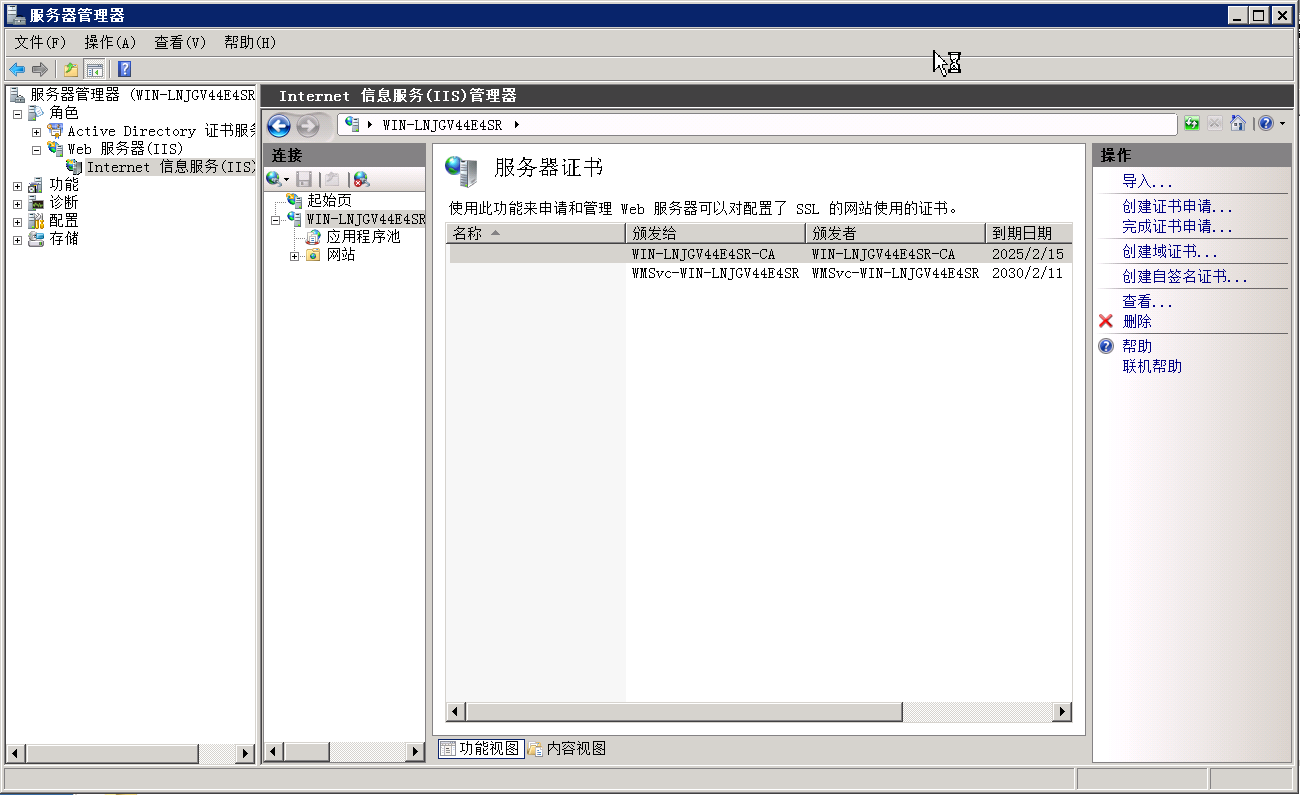 服务器管理器
文件(F) 操作(A) 查看(V) 帮助(H)
服务器管理器 (WIN-LNJGV44E4SR
角色
Active Directory 证书服务
Web 服务器(IIS)
Internet 信息服务(IIS)
功能
诊断
配置
存储
Internet 信息服务(IIS)管理器
WIN-LNJGV44E4SR
连接
起始页
WIN-LNJGV44E4SR
应用程序池
网站
服务器证书
使用此功能来申请和管理 Web 服务器可以对配置了 SSL 的网站使用的证书。
名称 颁发给 颁发者 到期日期
WIN-LNJGV44E4SR-CA WIN-LNJGV44E4SR-CA 2025/2/15
WMSvc-WIN-LNJGV44E4SR WMSvc-WIN-LNJGV44E4SR 2030/2/11
功能视图 内容视图
操作
导入...
创建证书申请...
完成证书申请...
创建域证书...
创建自签名证书...
查看...
删除
帮助
联机帮助